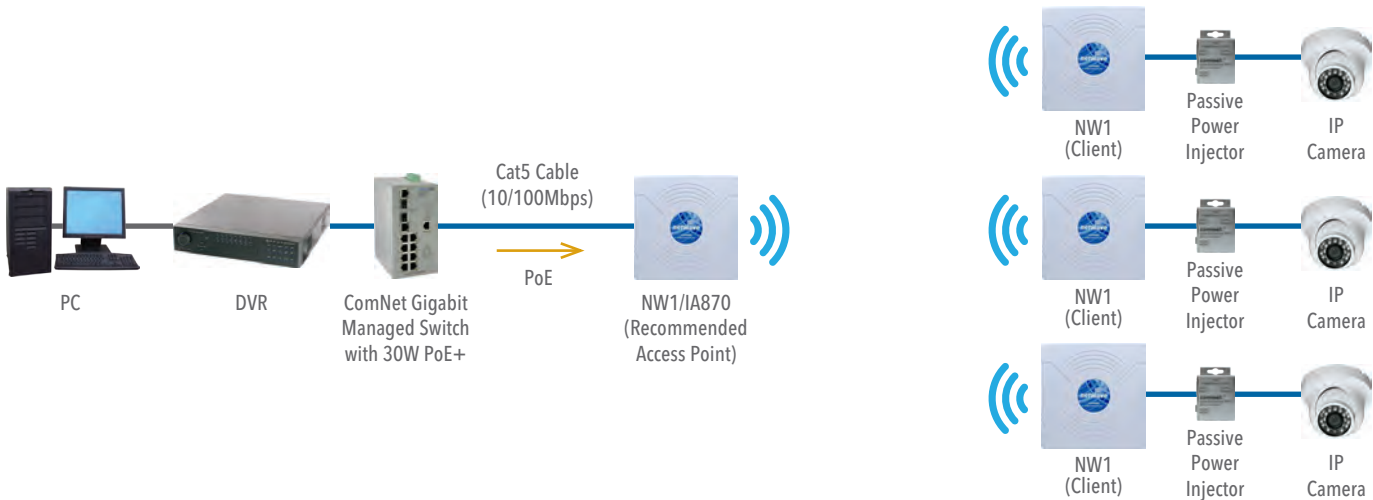 PC
DVR
ComNet Gigabit
Managed Switch
with 30W PoE+
Cat5 Cable
(10/100Mbps)
PoE
NW1/IA870
(Recommended
Access Point)
NW1
(Client)
Passive
Power
Injector
IP
Camera
NW1
(Client)
Passive
Power
Injector
IP
Camera
NW1
(Client)
Passive
Power
Injector
IP
Camera